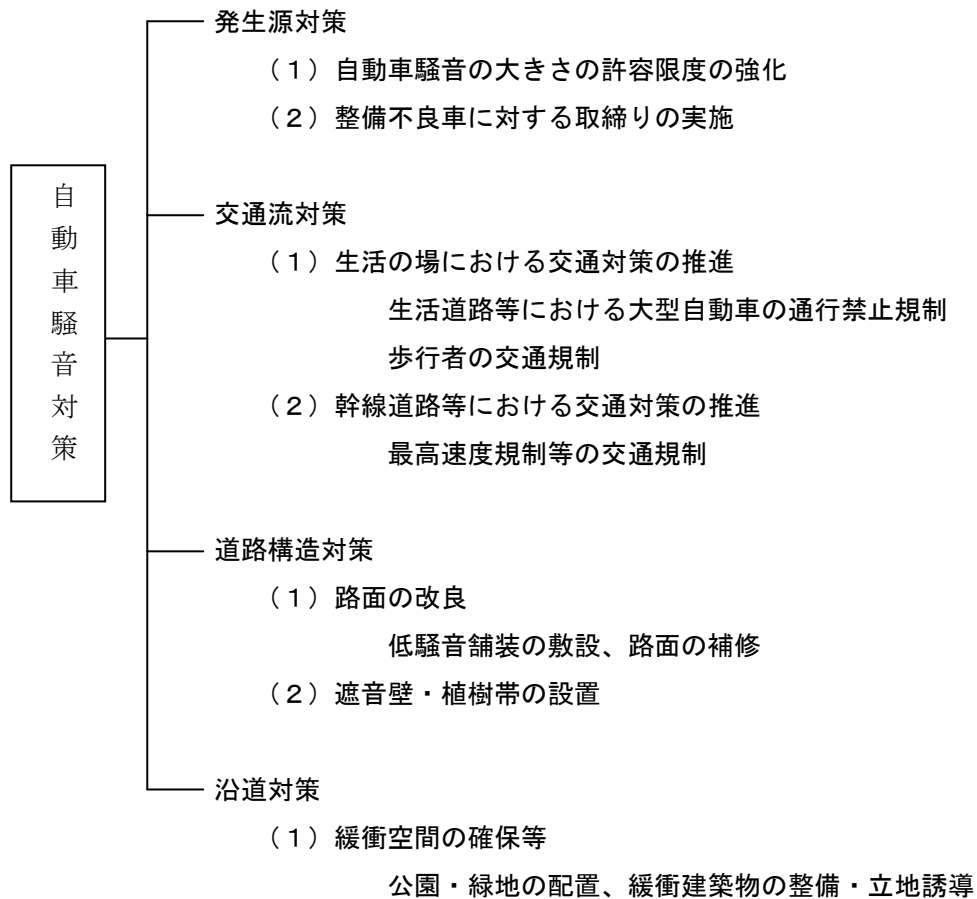 自動車騒音対策
発生源対策
（１）自動車騒音の大きさの許容限度の強化
（２）整備不良車に対する取締りの実施
交通流対策
（１）生活の場における交通対策の推進
生活道路等における大型自動車の通行禁止規制
歩行者の交通規制
（２）幹線道路等における交通対策の推進
最高速度規制等の交通規制
道路構造対策
（１）路面の改良
低騒音舗装の敷設、路面の補修
（２）遮音壁・植樹帯の設置
沿道対策
（１）緩衝空間の確保等
公園・緑地の配置、緩衝建築物の整備・立地誘導